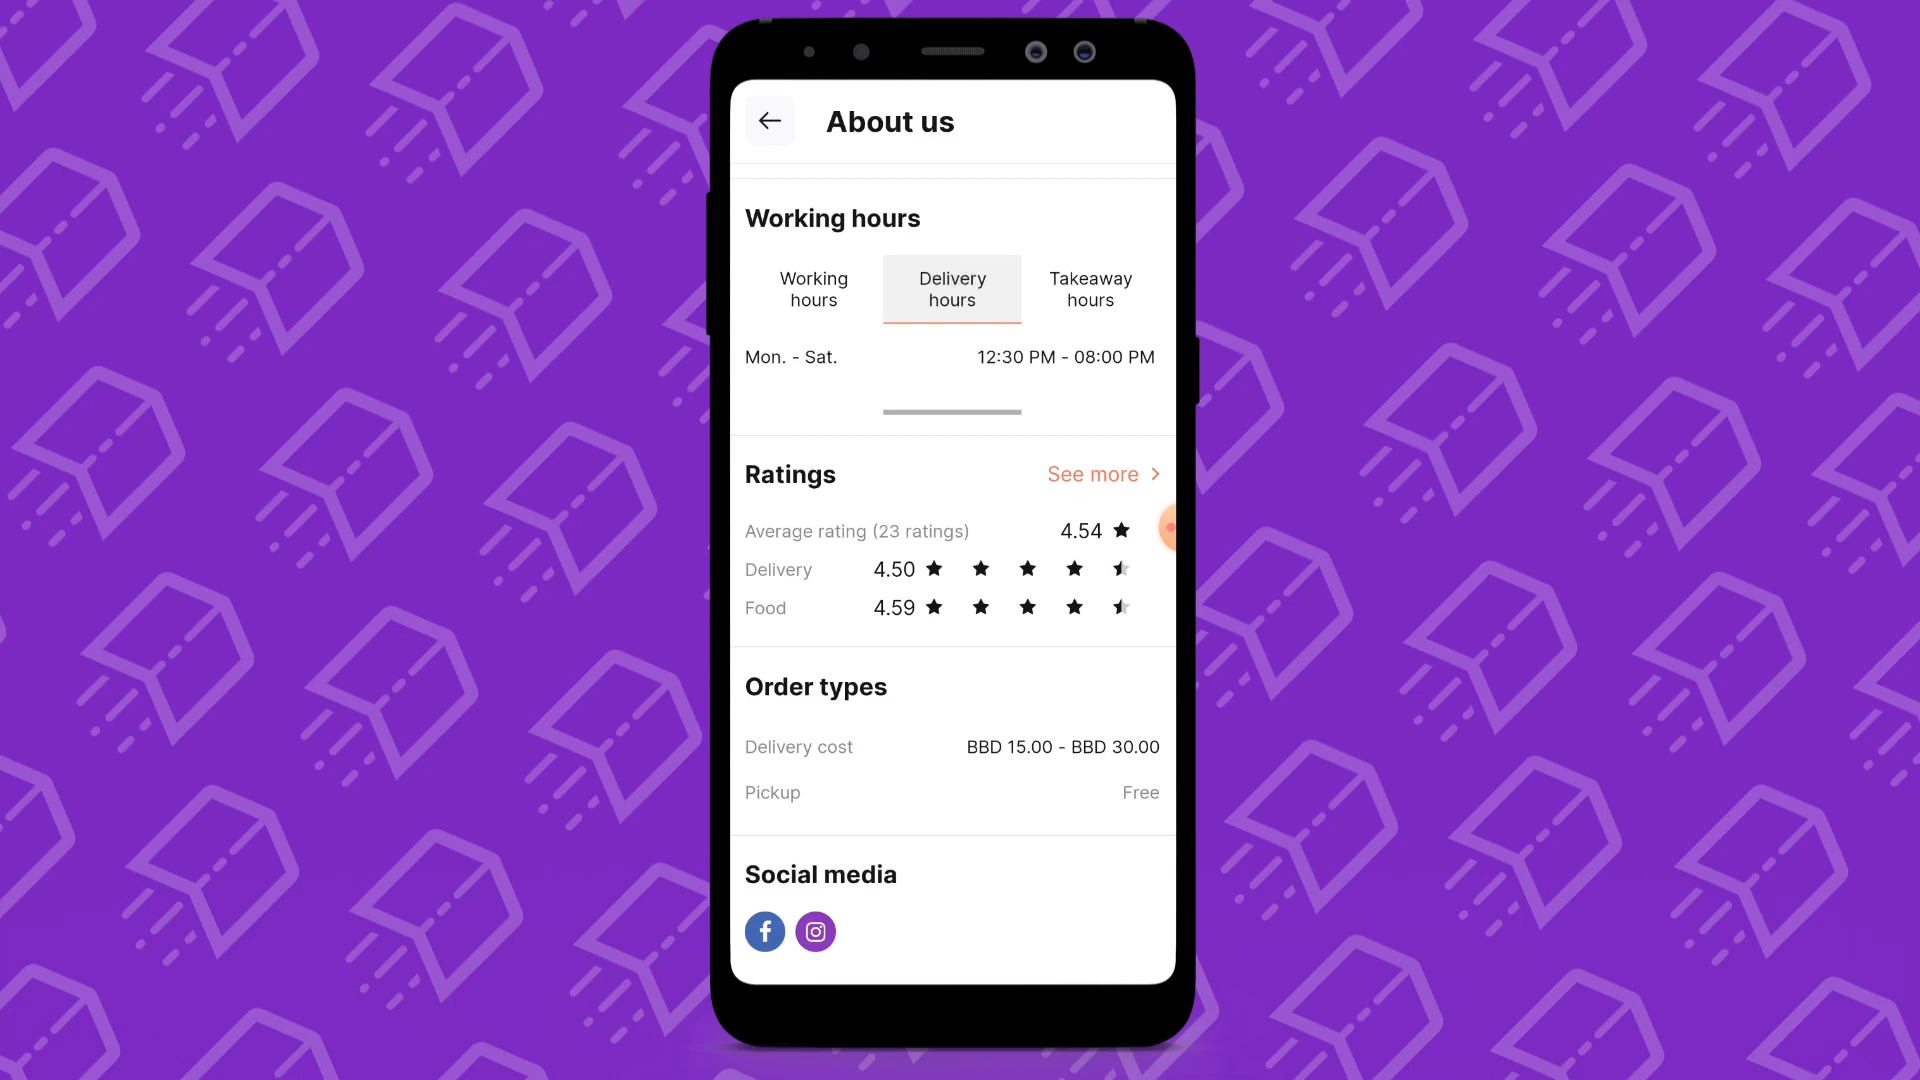 About us
Working hours
Working
hours
Delivery
hours
Takeaway
hours
Mon. - Sat. 12:30 PM - 08:00 PM
Ratings See more
Average rating (23 ratings) 4.54
Delivery 4.50
Food 4.59
Order types
Delivery cost BBD 15.00 - BBD 30.00
Pickup Free
Social media